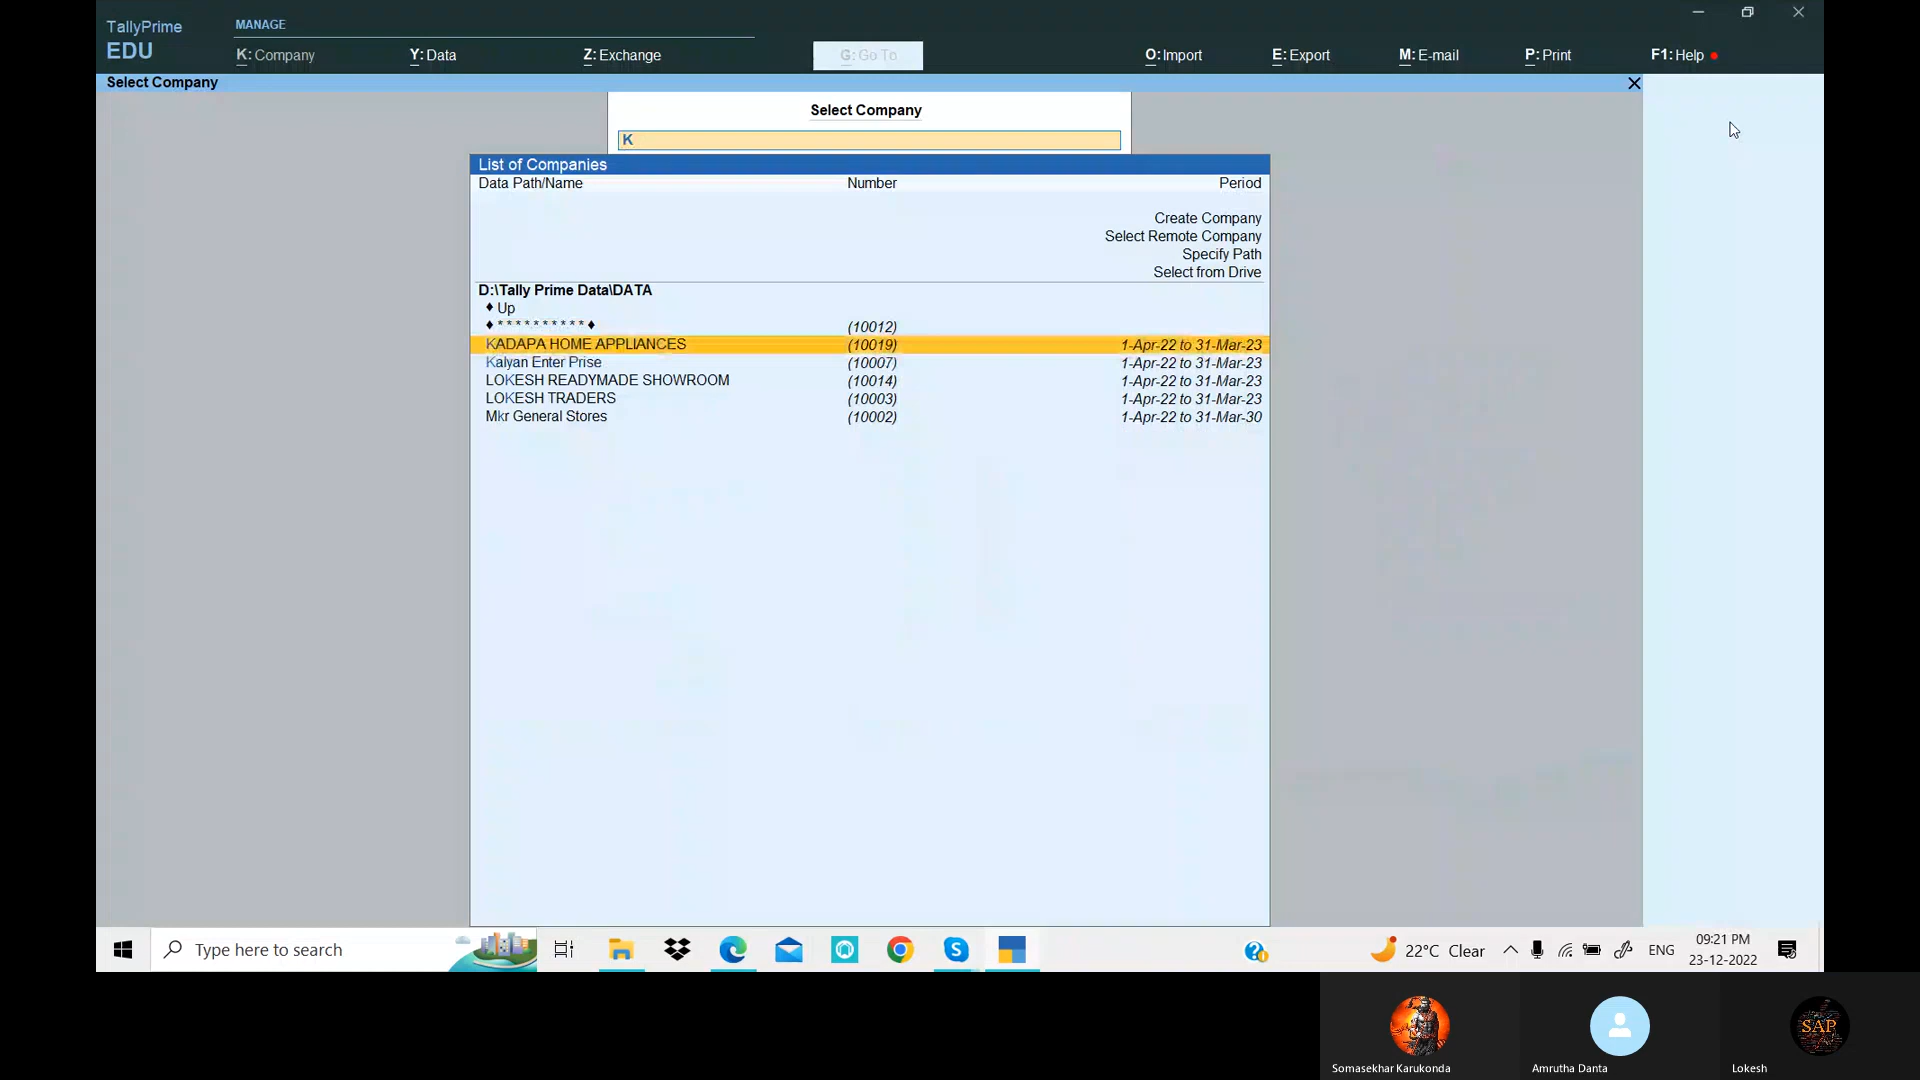 TallyPrime
EDU
MANAGE
K: Company
Y: Data
Z: Exchange
G: Go To
O: Import
E: Export
M: E-mail
P: Print
F1: Help
Select Company
Select Company
K
List of Companies
Data Path/Name Number Period
Create Company
Select Remote Company
Specify Path
Select from Drive
D:\Tally Prime Data\DATA
♦ Up
♦ * * * * * * * * * * ♦ (10012)
KADAPA HOME APPLIANCES (10019) 1-Apr-22 to 31-Mar-23
Kalyan Enter Prise (10007) 1-Apr-22 to 31-Mar-23
LOKESH READYMADE SHOWROOM (10014) 1-Apr-22 to 31-Mar-23
LOKESH TRADERS (10003) 1-Apr-22 to 31-Mar-23
Mkr General Stores (10002) 1-Apr-22 to 31-Mar-30
Type here to search
22°C Clear
ENG
09:21 PM
23-12-2022
SAP
Somasekhar Karukonda
Amrutha Danta
Lokesh